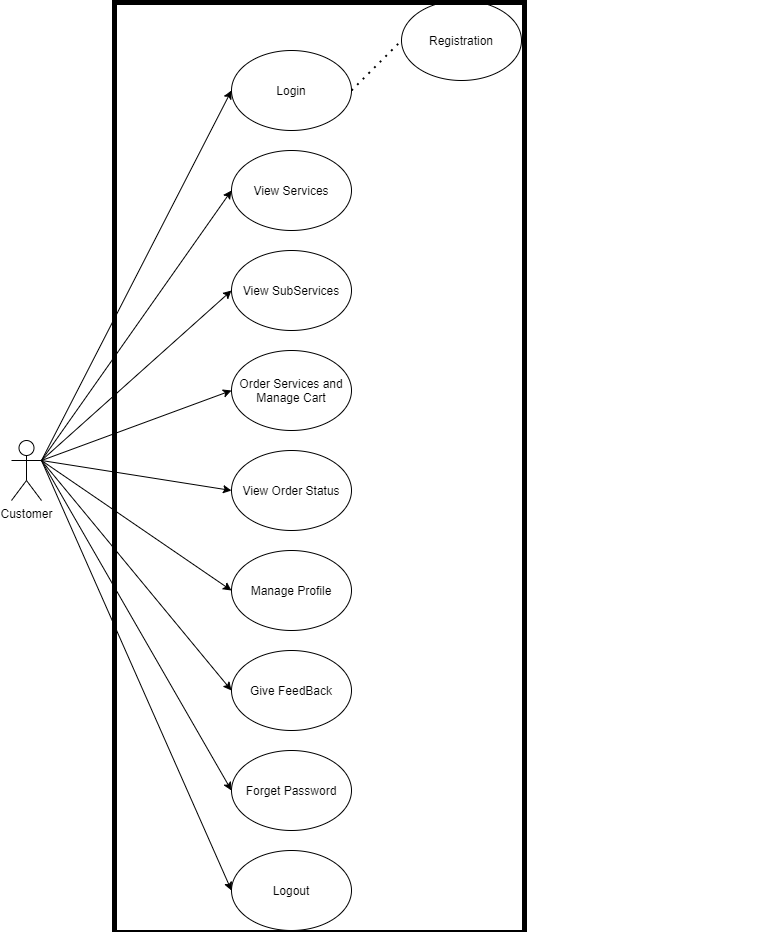 Registration
Login
View Services
View SubServices
Order Services and
Manage Cart
View Order Status
Customer
Manage Profile
Give FeedBack
Forget Password
Logout